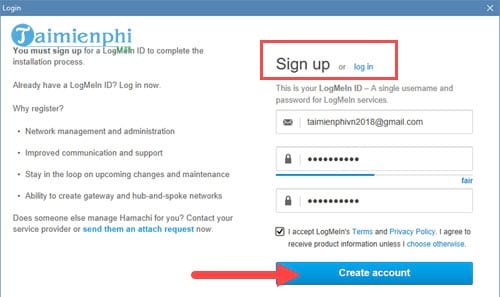 Login
Taimienphi
.VN
You must sign up for a LogMeIn ID to complete the
installation process.
Already have a LogMeIn ID? Log in now.
Why register?
• Network management and administration
• Improved communication and support
• Stay in the loop on upcoming changes and maintenance
• Ability to create gateway and hub-and-spoke networks
Does someone else manage Hamachi for you? Contact your
service provider or send them an attach request now.
Sign up or log in
This is your LogMeIn ID – A single username and
password for LogMeIn services.
taimienphivn2018@gmail.com
••••••••••
fair
••••••••••
I accept LogMeIn's Terms and Privacy Policy. I agree to
receive product information unless I choose otherwise.
Create account